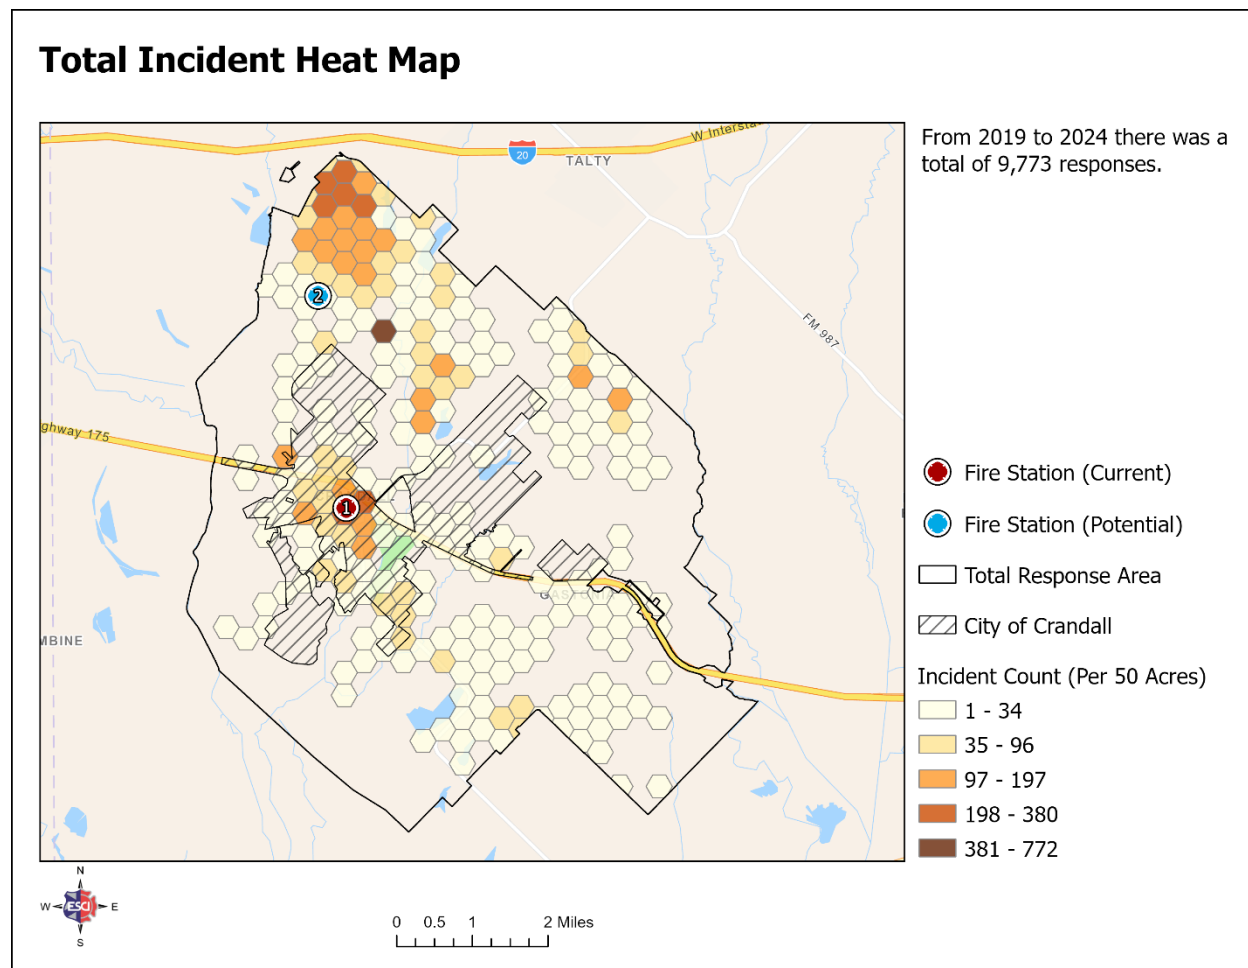 Total Incident Heat Map
From 2019 to 2024 there was a
total of 9,773 responses.
W Interst
20
TALTY
FM 987
2
ghway 175
1
MBINE
Fire Station (Current)
Fire Station (Potential)
Total Response Area
City of Crandall
Incident Count (Per 50 Acres)
1 - 34
35 - 96
97 - 197
198 - 380
381 - 772
N
W
ESCI
E
S
0 0.5 1 2 Miles